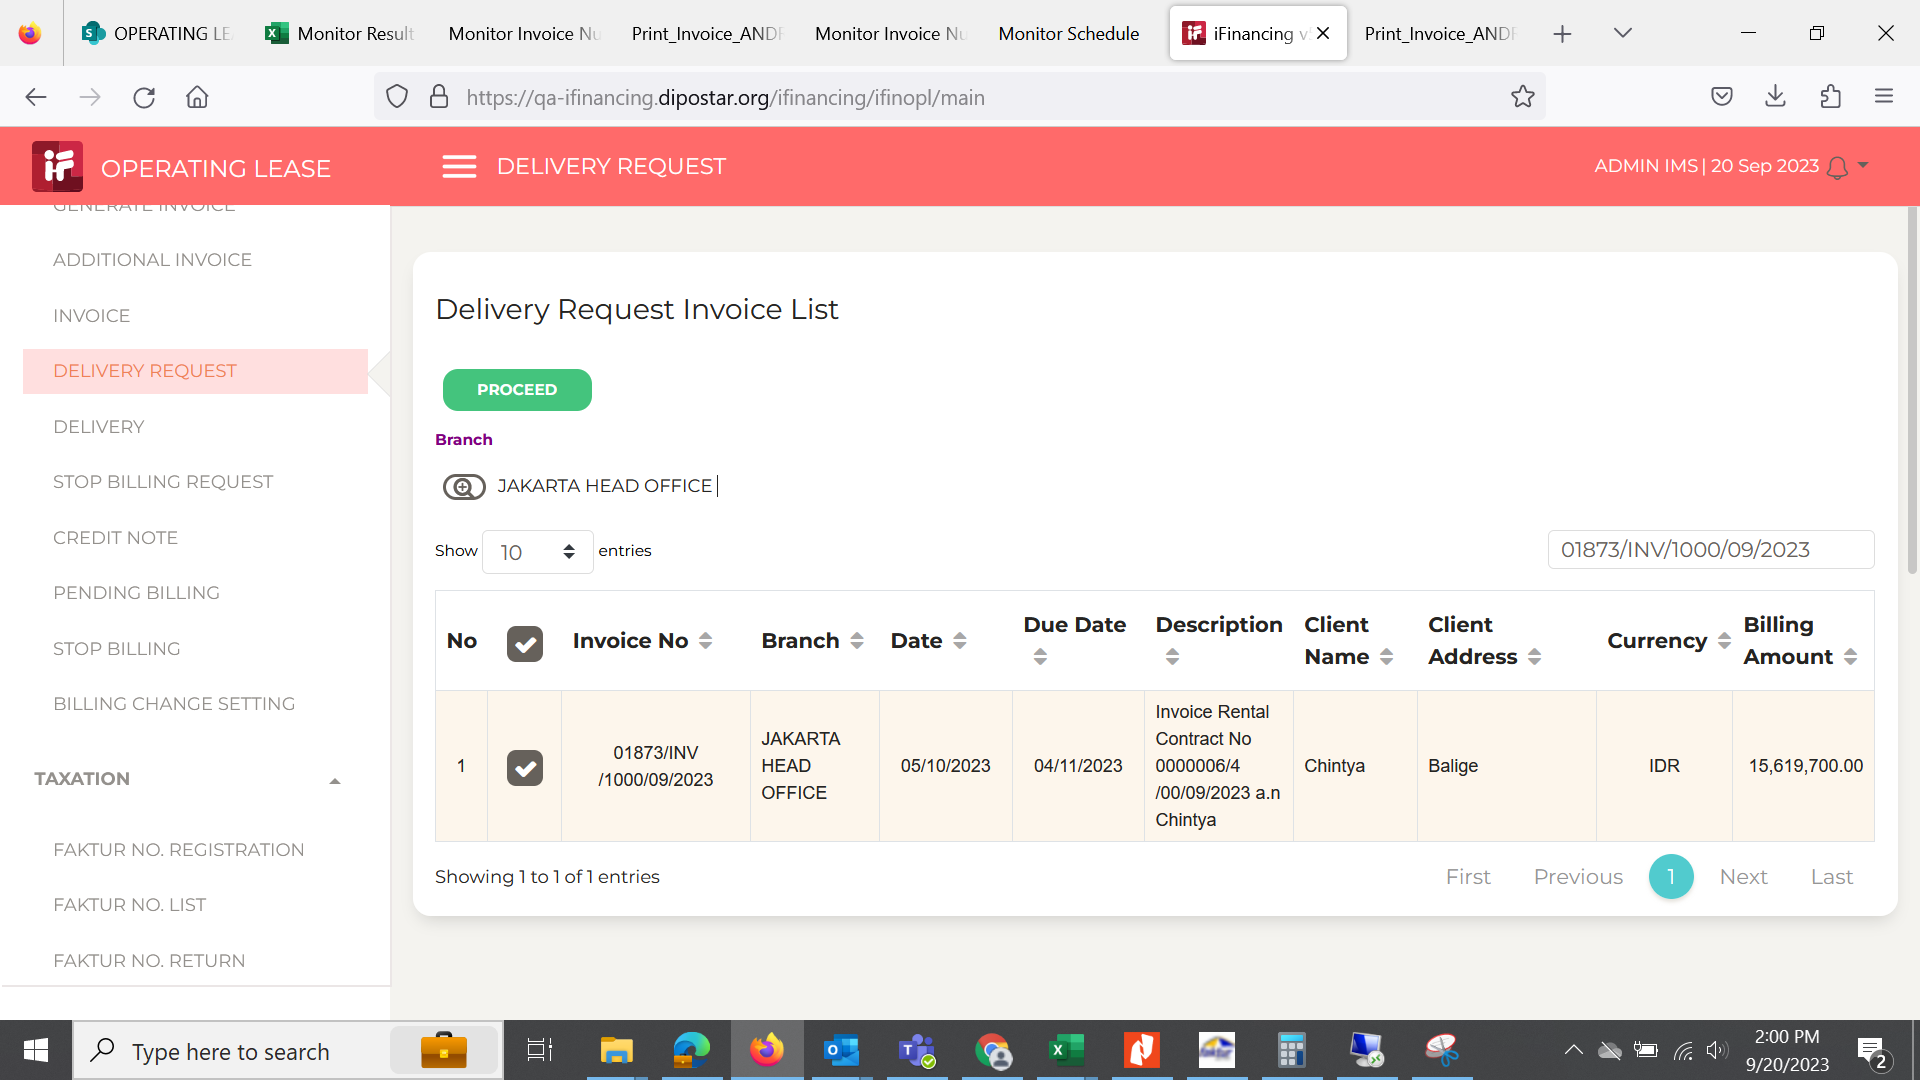 OPERATING LE
Monitor Result
Monitor Invoice Nu
Print_Invoice_ANDR
Monitor Invoice Nu
Monitor Schedule
iFinancing v5
Print_Invoice_ANDR
https://qa-ifinancing.dipostar.org/ifinancing/ifinopl/main
iF OPERATING LEASE
DELIVERY REQUEST
ADMIN IMS | 20 Sep 2023
GENERATE INVOICE
ADDITIONAL INVOICE
INVOICE
DELIVERY REQUEST
DELIVERY
STOP BILLING REQUEST
CREDIT NOTE
PENDING BILLING
STOP BILLING
BILLING CHANGE SETTING
TAXATION
FAKTUR NO. REGISTRATION
FAKTUR NO. LIST
FAKTUR NO. RETURN
Delivery Request Invoice List
PROCEED
Branch
JAKARTA HEAD OFFICE
Show 10 entries
01873/INV/1000/09/2023
No
Invoice No
Branch
Date
Due Date
Description
Client
Name
Client
Address
Currency
Billing
Amount
1
01873/INV
/1000/09/2023
JAKARTA
HEAD
OFFICE
05/10/2023
04/11/2023
Invoice Rental
Contract No
0000006/4
/00/09/2023 a.n
Chintya
Chintya
Balige
IDR
15,619,700.00
Showing 1 to 1 of 1 entries
First Previous 1 Next Last
Type here to search
2:00 PM
9/20/2023
2